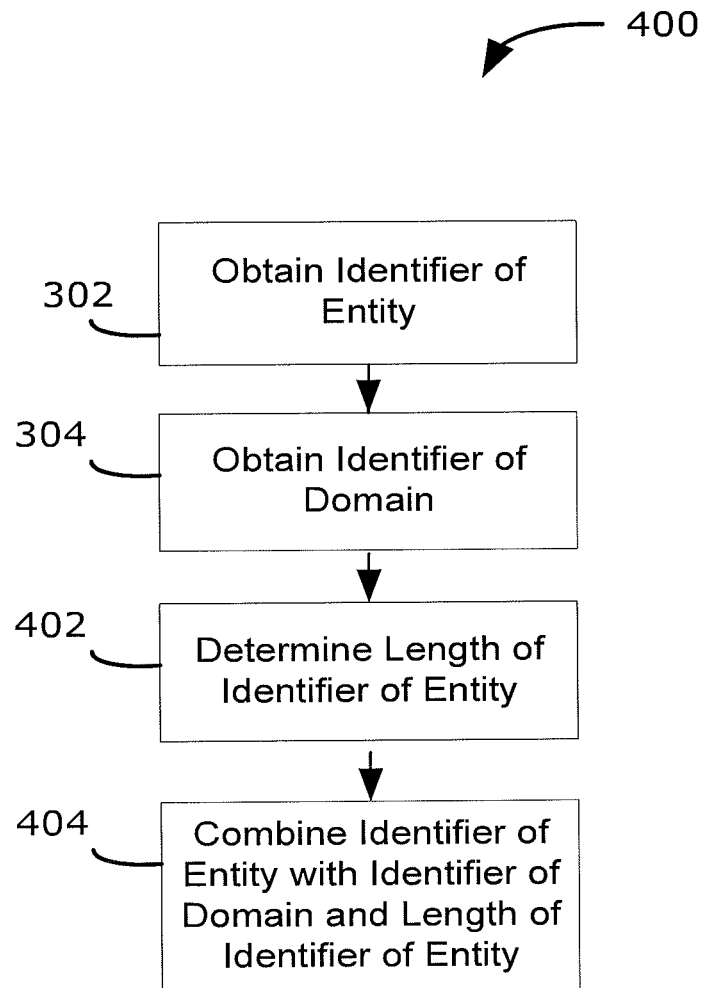 400
302
Obtain Identifier of
Entity
304
Obtain Identifier of
Domain
402
Determine Length of
Identifier of Entity
404
Combine Identifier of
Entity with Identifier of
Domain and Length of
Identifier of Entity